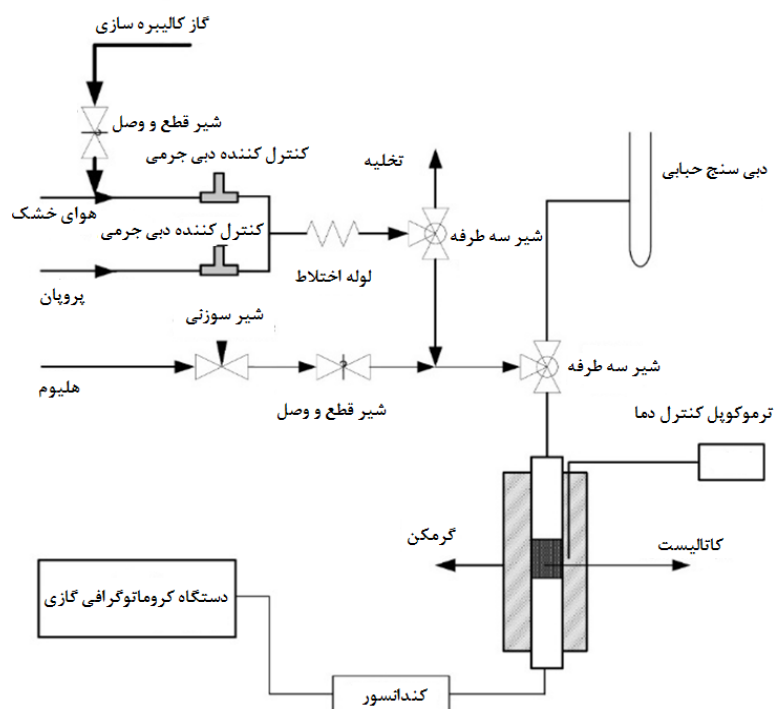 گاز کالیبره سازی
شیر قطع و وصل
کنترل کننده دبی جرمی
تخلیه
دبی سنج حبابی
هوای خشک
کنترل کننده دبی جرمی
شیر سه طرفه
لوله اختلاط
پروپان
شیر سوزنی
شیر سه طرفه
هلیوم
شیر قطع و وصل
ترموکوپل کنترل دما
گرمکن
کاتالیست
دستگاه کروماتوگرافی گازی
کندانسور